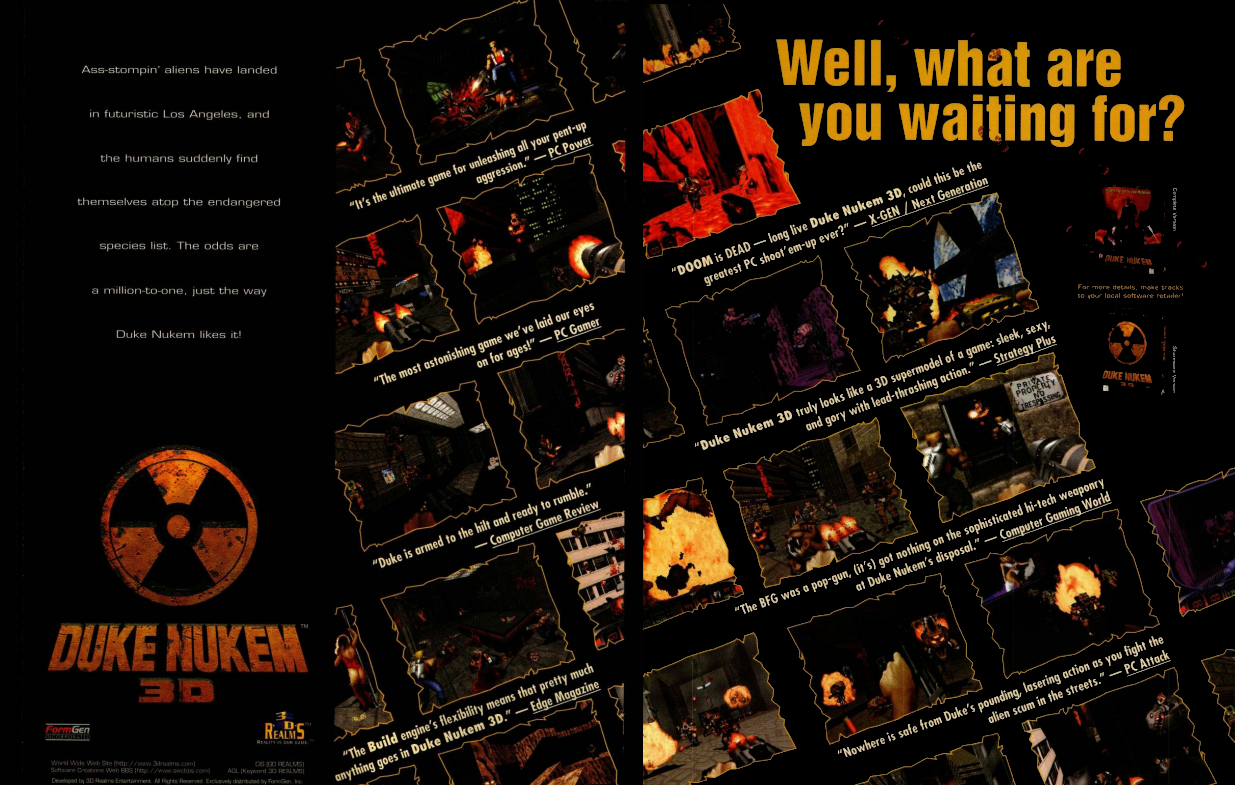 Ass-stompin' aliens have landed
in futuristic Los Angeles, and
the humans suddenly find
themselves atop the endangered
species list. The odds are
a million-to-one, just the way
Duke Nukem likes it!
DUKE NUKEM™
3D
FormGen
3D
REALMS™
REALITY IS OUR GAME.™
World Wide Web Site (http://www.3drealms.com)
Software Creations Web BBS (http://www.swcbbs.com)
CIS (GO REALMS)
AOL (Keyword 3D REALMS)
Developed by 3D Realms Entertainment. All Rights Reserved. Exclusively distributed by FormGen, Inc.
"It's the ultimate game for unleashing all your pent-up
aggression." — PC Power
"The most astonishing game we've laid our eyes
on for ages!" — PC Gamer
"Duke is armed to the hilt and ready to rumble."
— Computer Game Review
"The Build engine's flexibility means that pretty much
anything goes in Duke Nukem 3D." — Edge Magazine
Well, what are
you waiting for?
"DOOM is DEAD — long live Duke Nukem 3D, could this be the
greatest PC shoot'em-up ever?" — X-GEN / Next Generation
"Duke Nukem 3D truly looks like a 3D supermodel of a game: sleek, sexy,
and gory with lead-thrashing action." — Strategy Plus
PRIVATE
PROPERTY
NO
TRESPASSING
"The BFG was a pop-gun, (it's) got nothing on the sophisticated hi-tech weaponry
at Duke Nukem's disposal." — Computer Gaming World
"Nowhere is safe from Duke's pounding, lasering action as you fight the
alien scum in the streets." — PC Attack
Complete Version
DUKE NUKEM
For more details, make tracks
to your local software retailer!
DUKE NUKEM
3D
Shareware Version